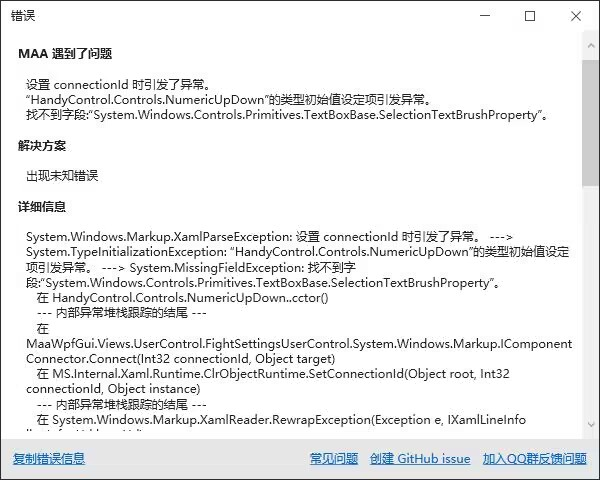 错误
MAA 遇到了问题
设置 connectionId 时引发了异常。
“HandyControl.Controls.NumericUpDown”的类型初始值设定项引发异常。
找不到字段:“System.Windows.Controls.Primitives.TextBoxBase.SelectionTextBrushProperty”。
解决方案
出现未知错误
详细信息
System.Windows.Markup.XamlParseException: 设置 connectionId 时引发了异常。 --->
System.TypeInitializationException: “HandyControl.Controls.NumericUpDown”的类型初始值设定
项引发异常。 ---> System.MissingFieldException: 找不到字
段:“System.Windows.Controls.Primitives.TextBoxBase.SelectionTextBrushProperty”。
在 HandyControl.Controls.NumericUpDown..cctor()
--- 内部异常堆栈跟踪的结尾 ---
在
MaaWpfGui.Views.UserControl.FightSettingsUserControl.System.Windows.Markup.IComponent
Connector.Connect(Int32 connectionId, Object target)
在 MS.Internal.Xaml.Runtime.ClrObjectRuntime.SetConnectionId(Object root, Int32
connectionId, Object instance)
--- 内部异常堆栈跟踪的结尾 ---
在 System.Windows.Markup.XamlReader.RewrapException(Exception e, IXamlLineInfo
复制错误信息 常见问题 创建 GitHub issue 加入QQ群反馈问题